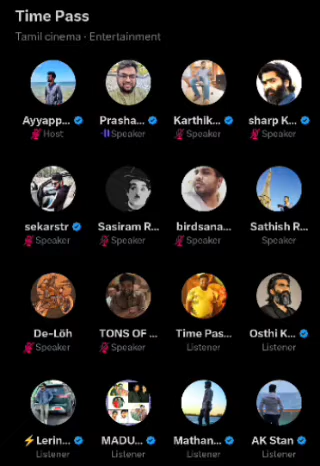 Time Pass
Tamil cinema · Entertainment
Ayyapp... Prasha... Karthik... sharp K...
Host Speaker Speaker Speaker
sekarstr Sasiram R... birdsana... Sathish R...
Speaker Speaker Speaker Speaker
De-Löh TONS OF ... Time Pas... Osthi K...
Speaker Speaker Listener Listener
⚡Lerin... MADU... Mathan... AK Stan
Listener Listener Listener Listener